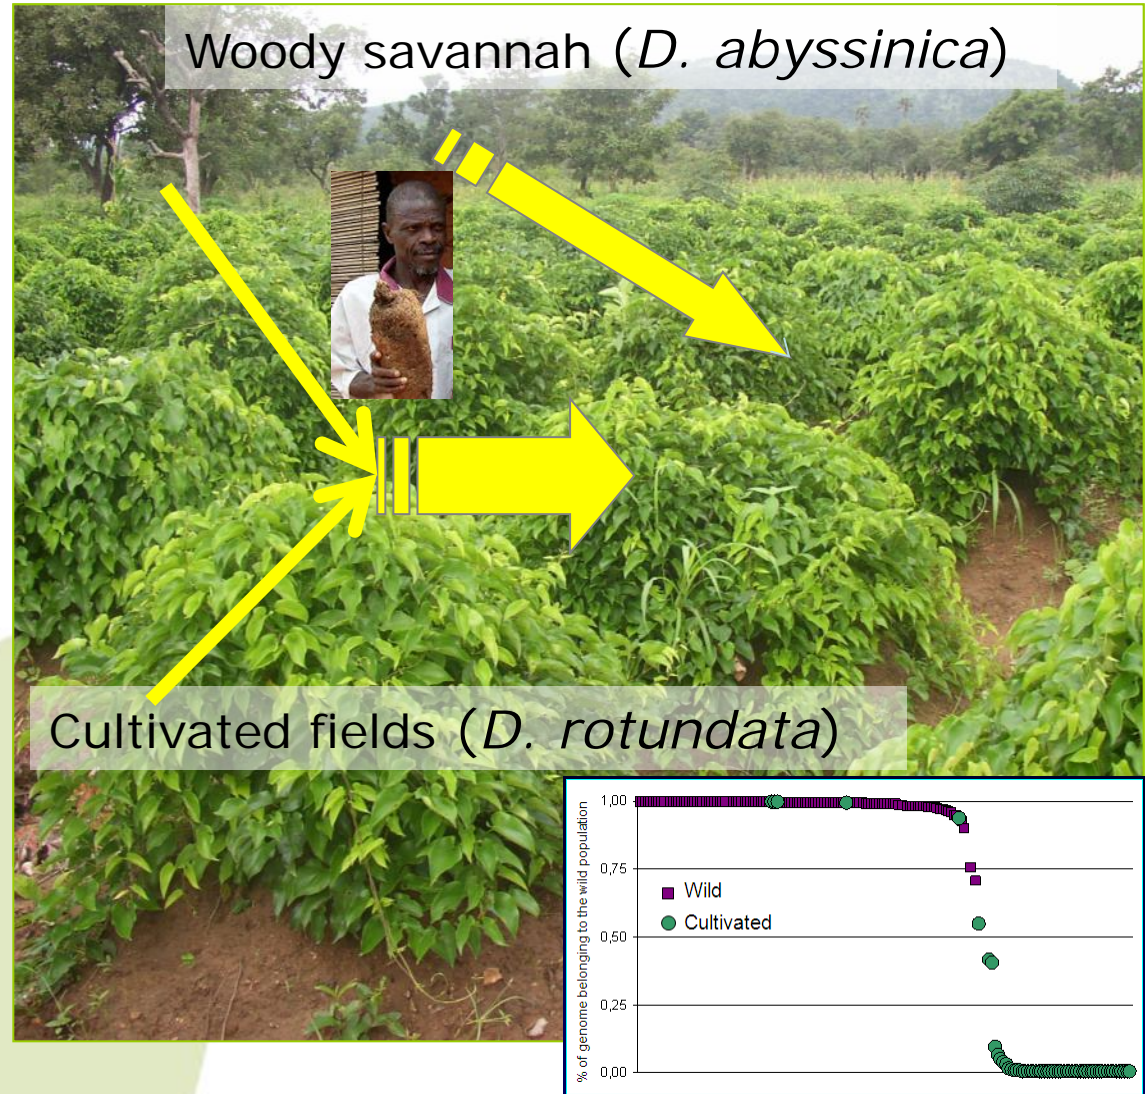 Woody savannah (D. abyssinica)
Cultivated fields (D. rotundata)
% of genome belonging to the wild population
1,00
0,75
0,50
0,25
0,00
Wild
Cultivated